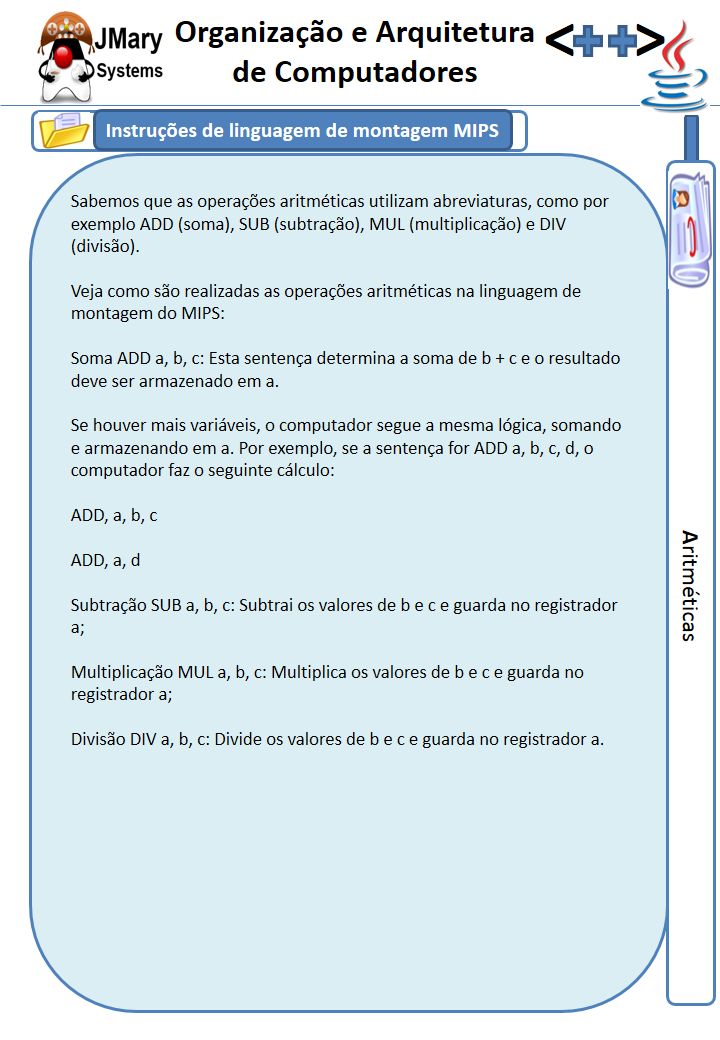 JMary
Systems
Organização e Arquitetura
de Computadores
<++>
Instruções de linguagem de montagem MIPS
Sabemos que as operações aritméticas utilizam abreviaturas, como por
exemplo ADD (soma), SUB (subtração), MUL (multiplicação) e DIV
(divisão).
Veja como são realizadas as operações aritméticas na linguagem de
montagem do MIPS:
Soma ADD a, b, c: Esta sentença determina a soma de b + c e o resultado
deve ser armazenado em a.
Se houver mais variáveis, o computador segue a mesma lógica, somando
e armazenando em a. Por exemplo, se a sentença for ADD a, b, c, d, o
computador faz o seguinte cálculo:
ADD, a, b, c
ADD, a, d
Subtração SUB a, b, c: Subtrai os valores de b e c e guarda no registrador
a;
Multiplicação MUL a, b, c: Multiplica os valores de b e c e guarda no
registrador a;
Divisão DIV a, b, c: Divide os valores de b e c e guarda no registrador a.
Aritméticas